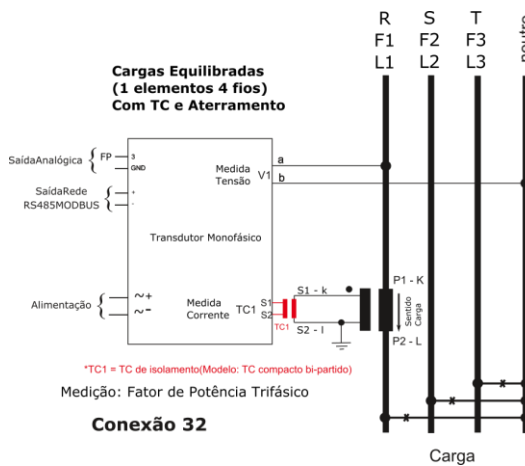 R S T
F1 F2 F3 neutro
L1 L2 L3
Cargas Equilibradas
(1 elementos 4 fios)
Com TC e Aterramento
SaídaAnalógica { FP 3
GND
Medida
Tensão V1
a
b
SaídaRede
RS485MODBUS { +
-
Transdutor Monofásico
Alimentação { ~+
~-
Medida
Corrente TC1 S1
S2
TC1
S1 - k
S2 - l
P1 - K
Sentido
Carga
P2 - L
*TC1 = TC de isolamento(Modelo: TC compacto bi-partido)
Medição: Fator de Potência Trifásico
Conexão 32
Carga